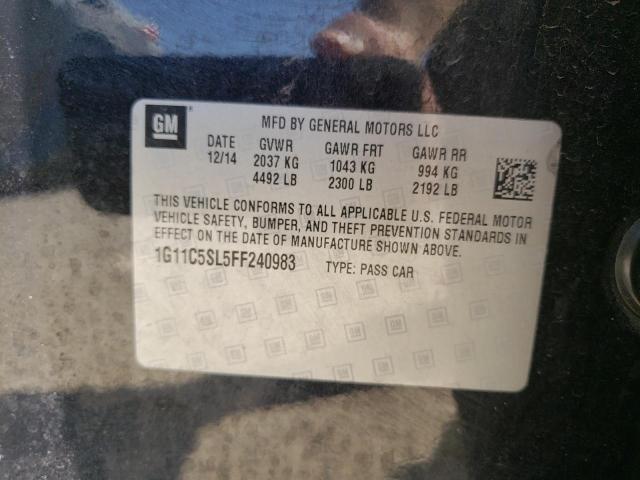 GM ®
MFD BY GENERAL MOTORS LLC
DATE GVWR GAWR FRT GAWR RR
12/14 2037 KG 1043 KG 994 KG
4492 LB 2300 LB 2192 LB
THIS VEHICLE CONFORMS TO ALL APPLICABLE U.S. FEDERAL MOTOR
VEHICLE SAFETY, BUMPER, AND THEFT PREVENTION STANDARDS IN
EFFECT ON THE DATE OF MANUFACTURE SHOWN ABOVE.
1G11C5SL5FF240983 TYPE: PASS CAR